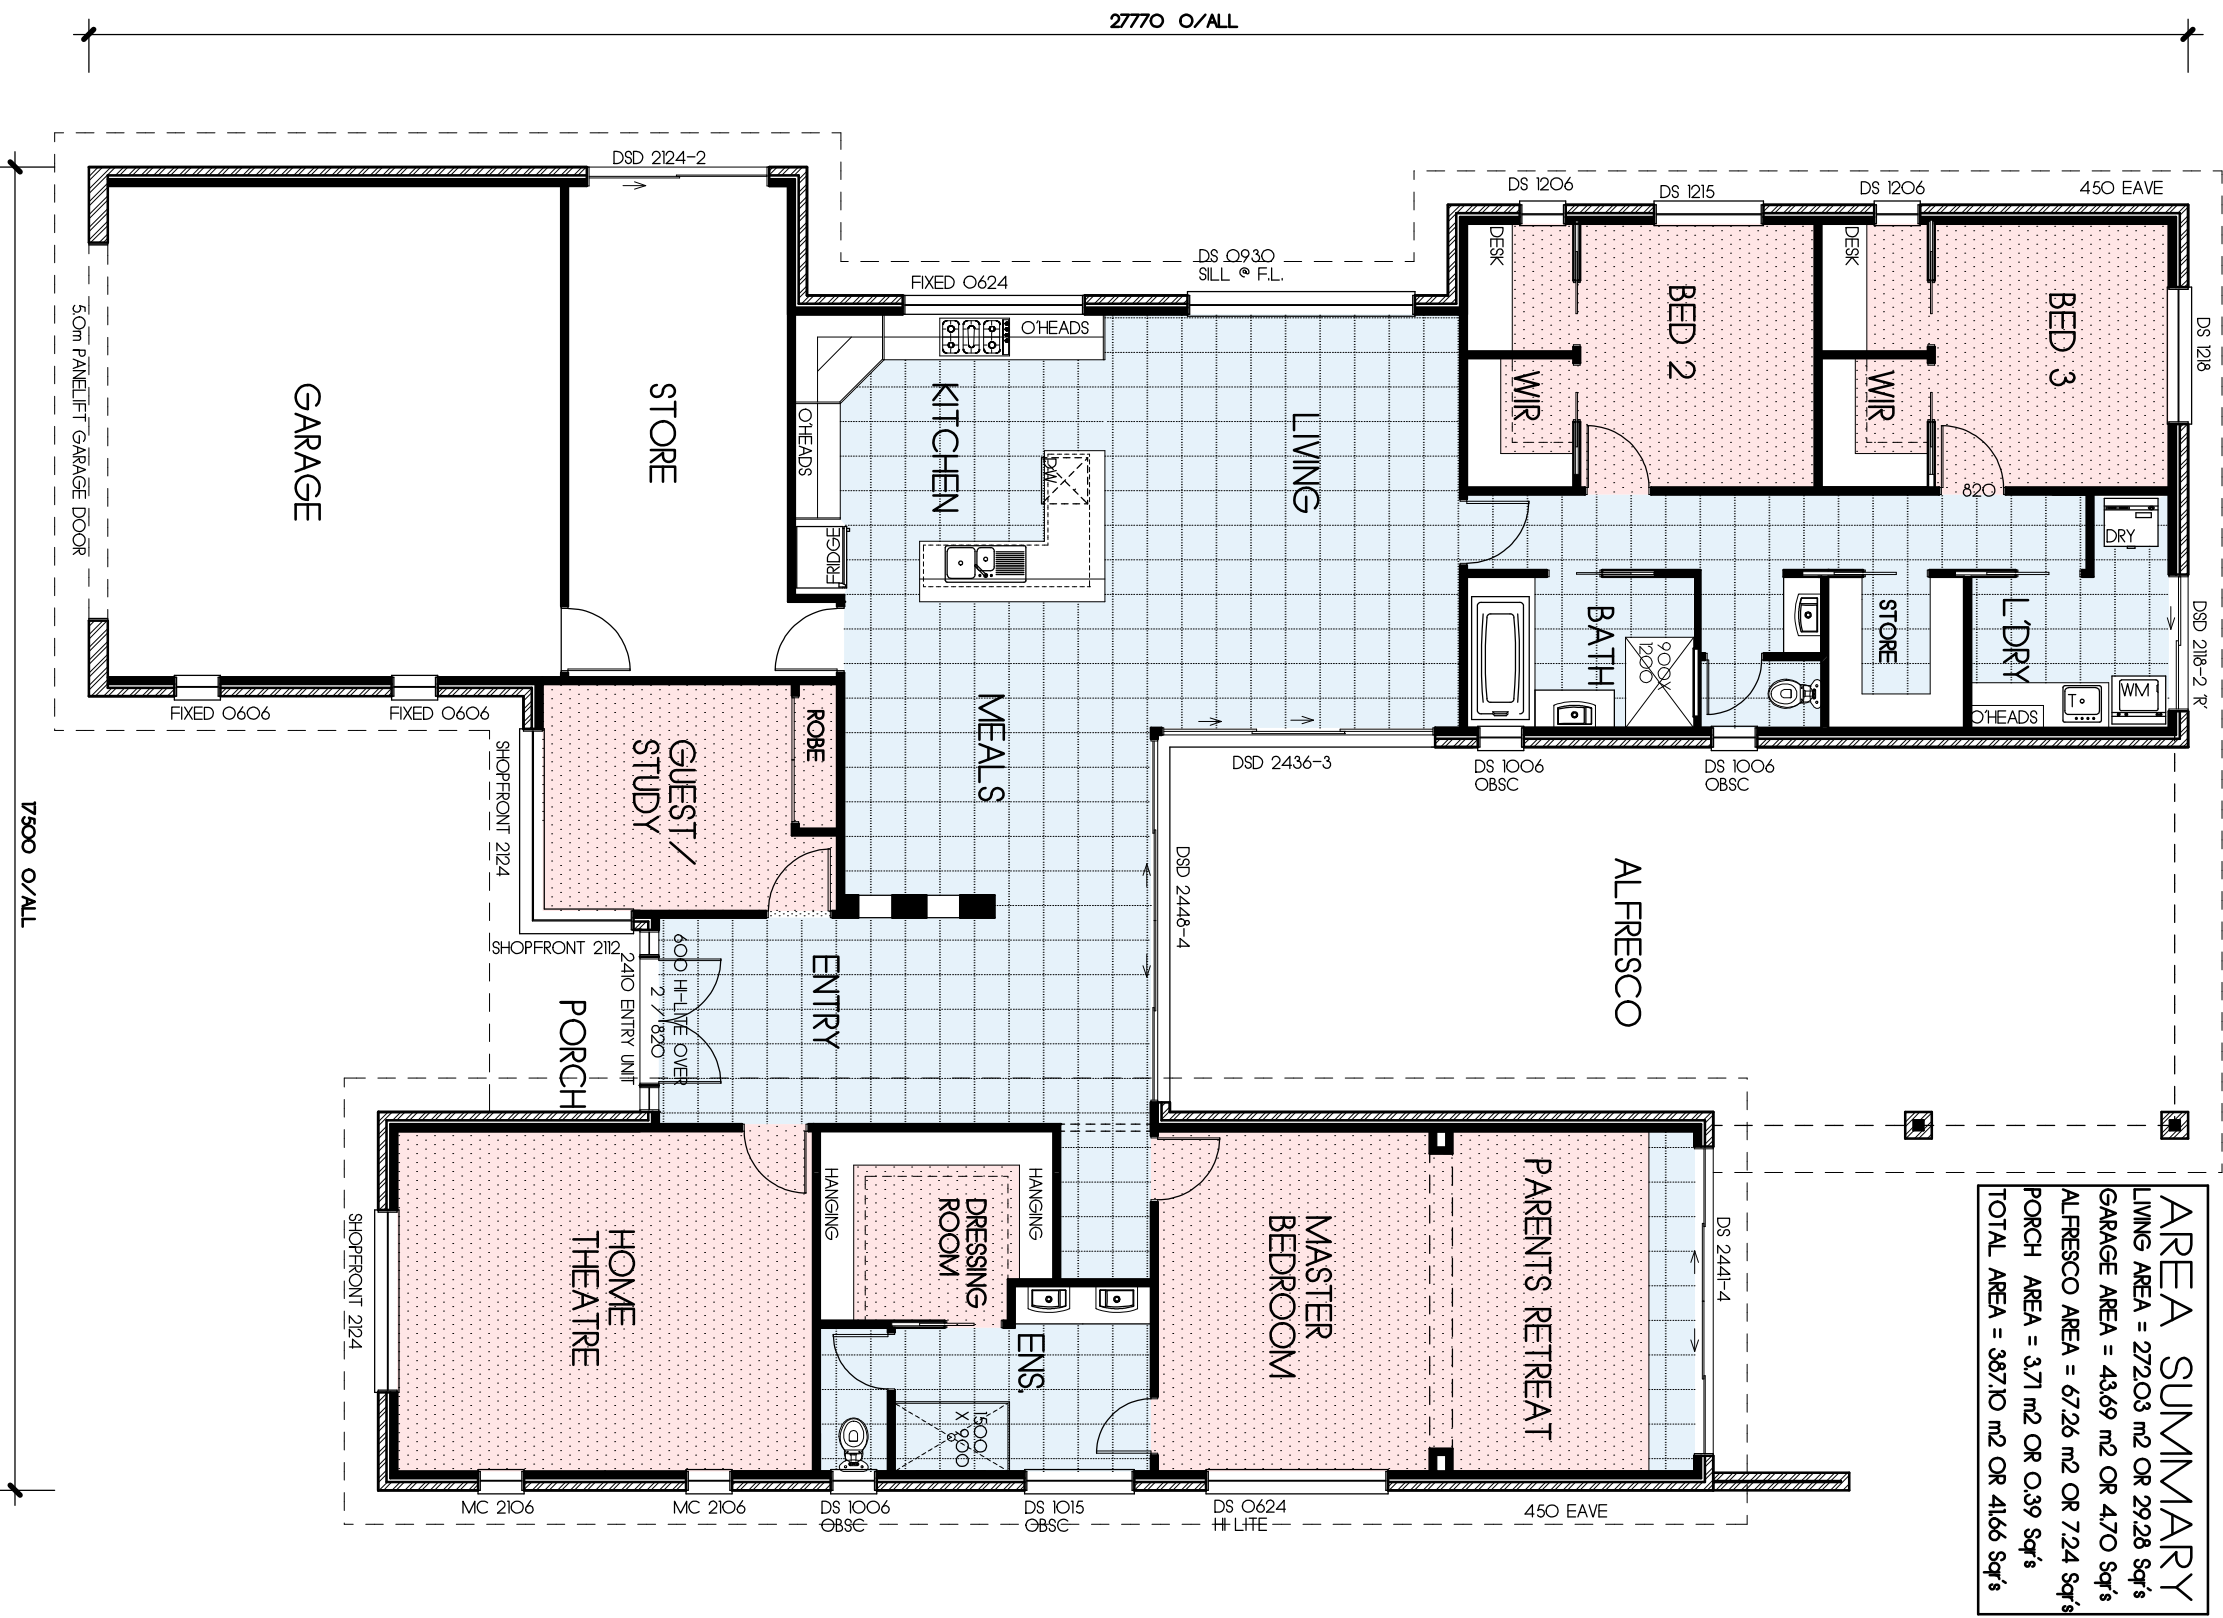 27770 O/ALL
17500 O/ALL
DSD 2124-2
DS 1206
DS 1215
DS 1206
450 EAVE
DS 0930
SILL @ F.L.
FIXED 0624
O'HEADS
DESK
DESK
BED 2
BED 3
DS 1218
WIR
WIR
5.0m PANELIFT GARAGE DOOR
GARAGE
STORE
O'HEADS
KITCHEN
DW
LIVING
FRIDGE
820
DRY
BATH
900X
1200
STORE
L'DRY
DSD 2118-2 'R'
T
WM
O'HEADS
FIXED 0606
FIXED 0606
ROBE
GUEST /
STUDY
MEALS
SHOPFRONT 2124
DSD 2436-3
DS 1006
OBSC
DS 1006
OBSC
DSD 2448-4
ALFRESCO
SHOPFRONT 2112
600 HI-LITE OVER
2 / 820
2410 ENTRY UNIT
ENTRY
PORCH
HANGING
HANGING
DRESSING
ROOM
HOME
THEATRE
SHOPFRONT 2124
MASTER
BEDROOM
PARENTS RETREAT
DS 2441-4
ENS.
1500
X 900
MC 2106
MC 2106
DS 1006
OBSC
DS 1015
OBSC
DS 0624
HI LITE
450 EAVE
AREA SUMMARY
LIVING AREA = 272.03 m2 OR 29.28 Sqr's
GARAGE AREA = 43.69 m2 OR 4.70 Sqr's
ALFRESCO AREA = 67.26 m2 OR 7.24 Sqr's
PORCH AREA = 3.71 m2 OR 0.39 Sqr's
TOTAL AREA = 387.10 m2 OR 41.66 Sqr's